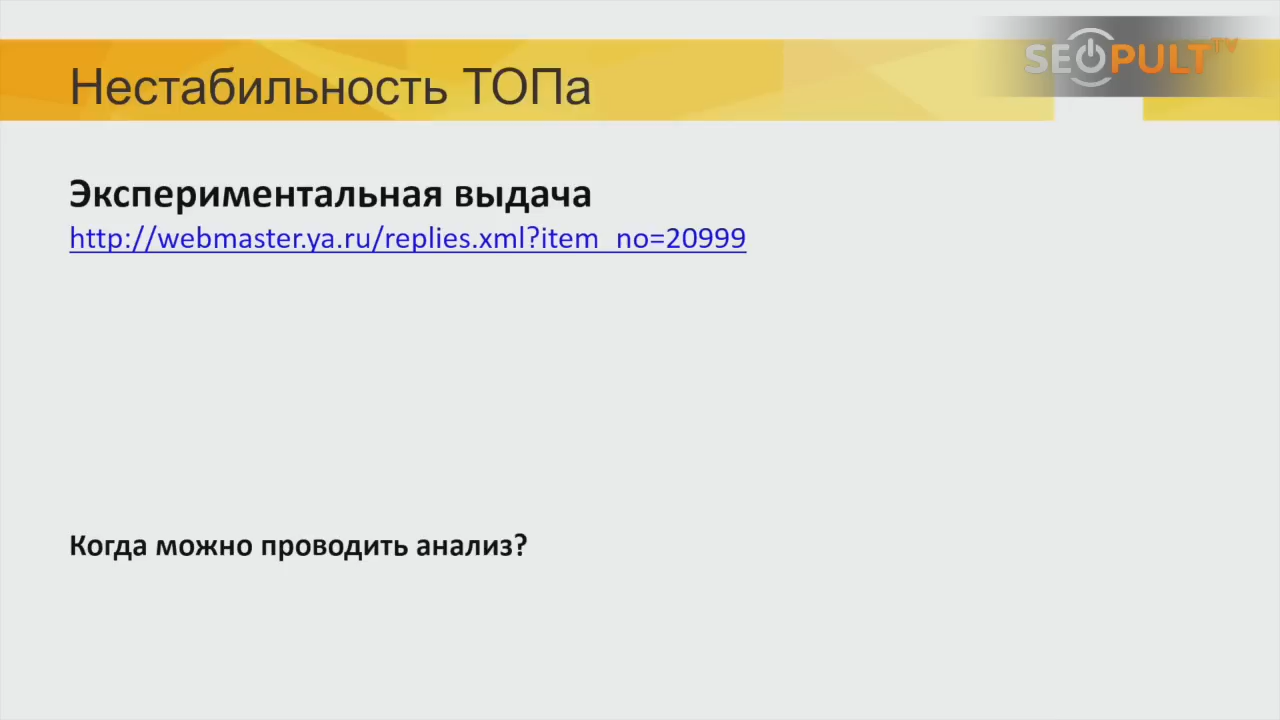 Нестабильность ТОПа
SEOPULT TV
Экспериментальная выдача
http://webmaster.ya.ru/replies.xml?item_no=20999
Когда можно проводить анализ?